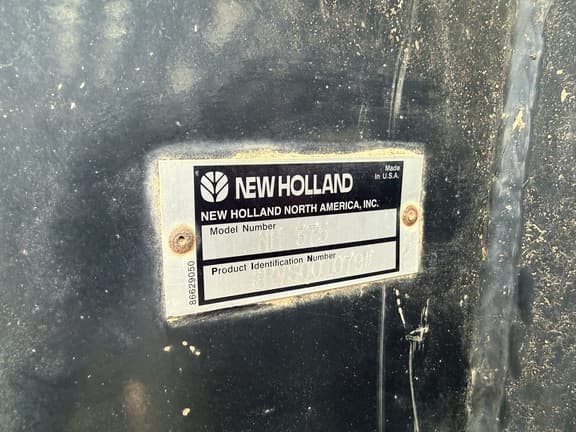 NEW HOLLAND
Made
in U.S.A.
NEW HOLLAND NORTH AMERICA, INC.
Model Number
Product Identification Number
86629050